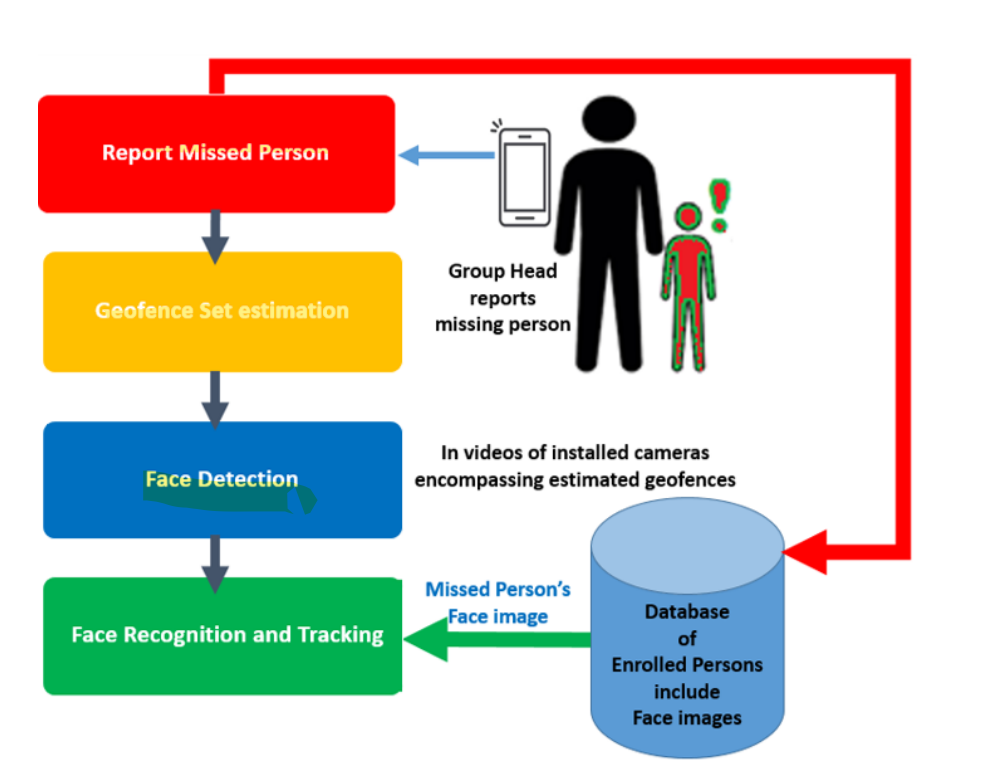 Report Missed Person
Group Head
reports
missing person
Geofence Set estimation
Face Detection
In videos of installed cameras
encompassing estimated geofences
Face Recognition and Tracking
Missed Person's
Face image
Database
of
Enrolled Persons
include
Face images